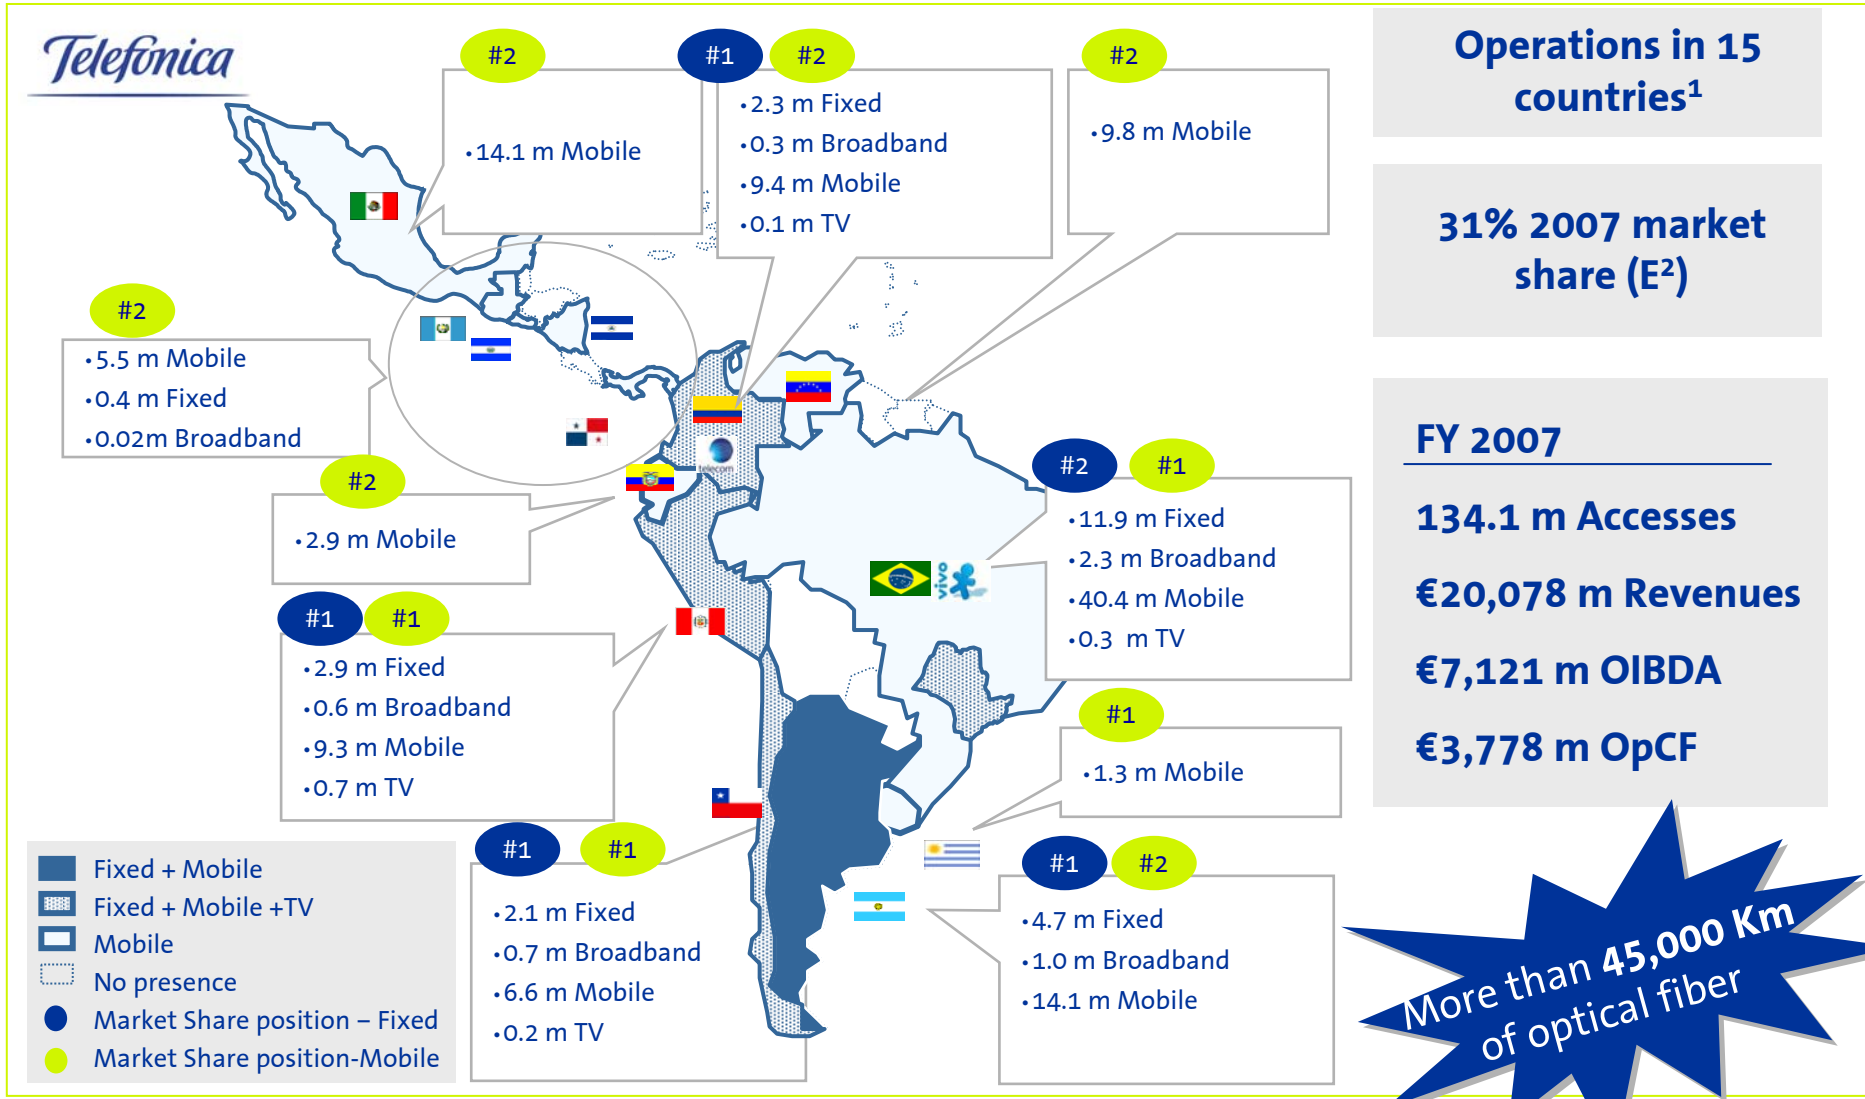 Telefónica
#2
•14.1 m Mobile
#1 #2
•2.3 m Fixed
•0.3 m Broadband
•9.4 m Mobile
•0.1 m TV
#2
•9.8 m Mobile
Operations in 15
countries¹
31% 2007 market
share (E²)
FY 2007
134.1 m Accesses
€20,078 m Revenues
€7,121 m OIBDA
€3,778 m OpCF
#2
•5.5 m Mobile
•0.4 m Fixed
•0.02m Broadband
telecom
#2
•2.9 m Mobile
#2 #1
•11.9 m Fixed
•2.3 m Broadband
•40.4 m Mobile
•0.3 m TV
vivo
#1 #1
•2.9 m Fixed
•0.6 m Broadband
•9.3 m Mobile
•0.7 m TV
#1
•1.3 m Mobile
#1 #1
•2.1 m Fixed
•0.7 m Broadband
•6.6 m Mobile
•0.2 m TV
#1 #2
•4.7 m Fixed
•1.0 m Broadband
•14.1 m Mobile
Fixed + Mobile
Fixed + Mobile +TV
Mobile
No presence
Market Share position – Fixed
Market Share position-Mobile
More than 45,000 Km
of optical fiber